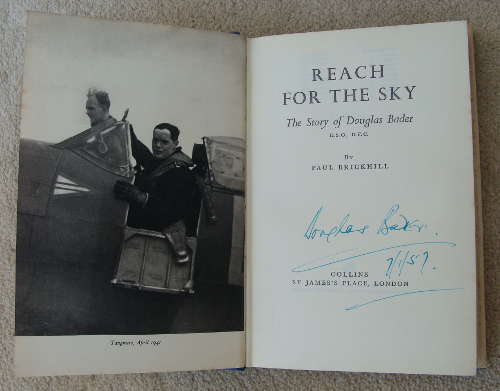 Tangmere, April 1941
REACH
FOR THE SKY
The Story of Douglas Bader
D.S.O., D.F.C.
By
PAUL BRICKHILL
Douglas Bader.
7/1/57.
COLLINS
ST JAMES'S PLACE, LONDON